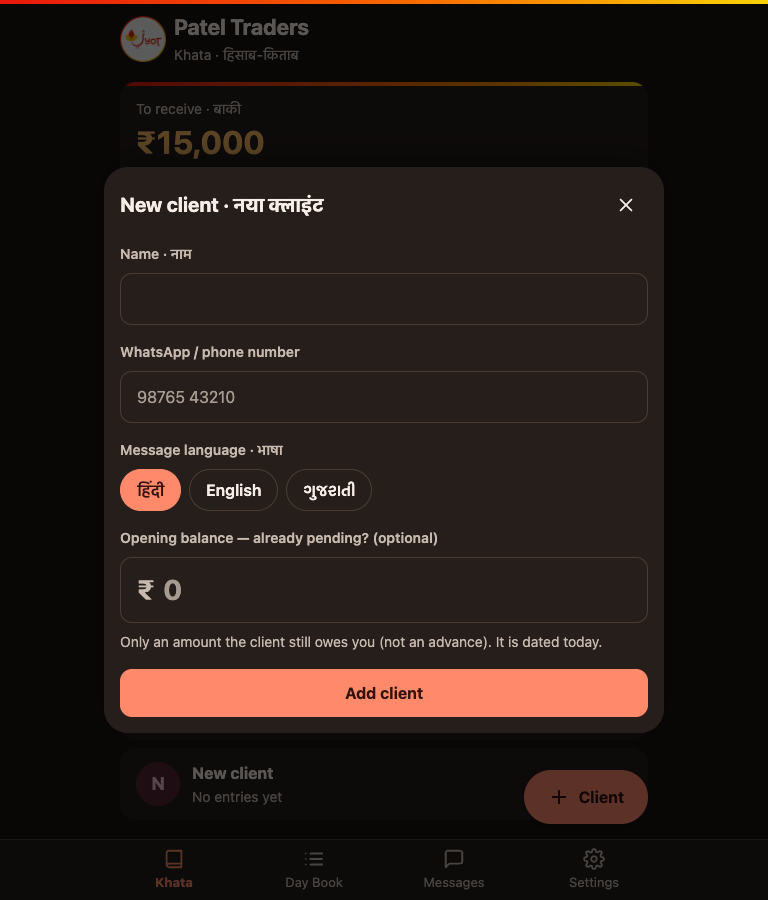 Jyot
Patel Traders
Khata · हिसाब-किताब
To receive · बाकी
₹15,000
New client · नया क्लाइंट
Name · नाम
WhatsApp / phone number
98765 43210
Message language · भाषा
हिंदी
English
ગુજરાતી
Opening balance — already pending? (optional)
₹ 0
Only an amount the client still owes you (not an advance). It is dated today.
Add client
N
New client
No entries yet
+ Client
Khata
Day Book
Messages
Settings